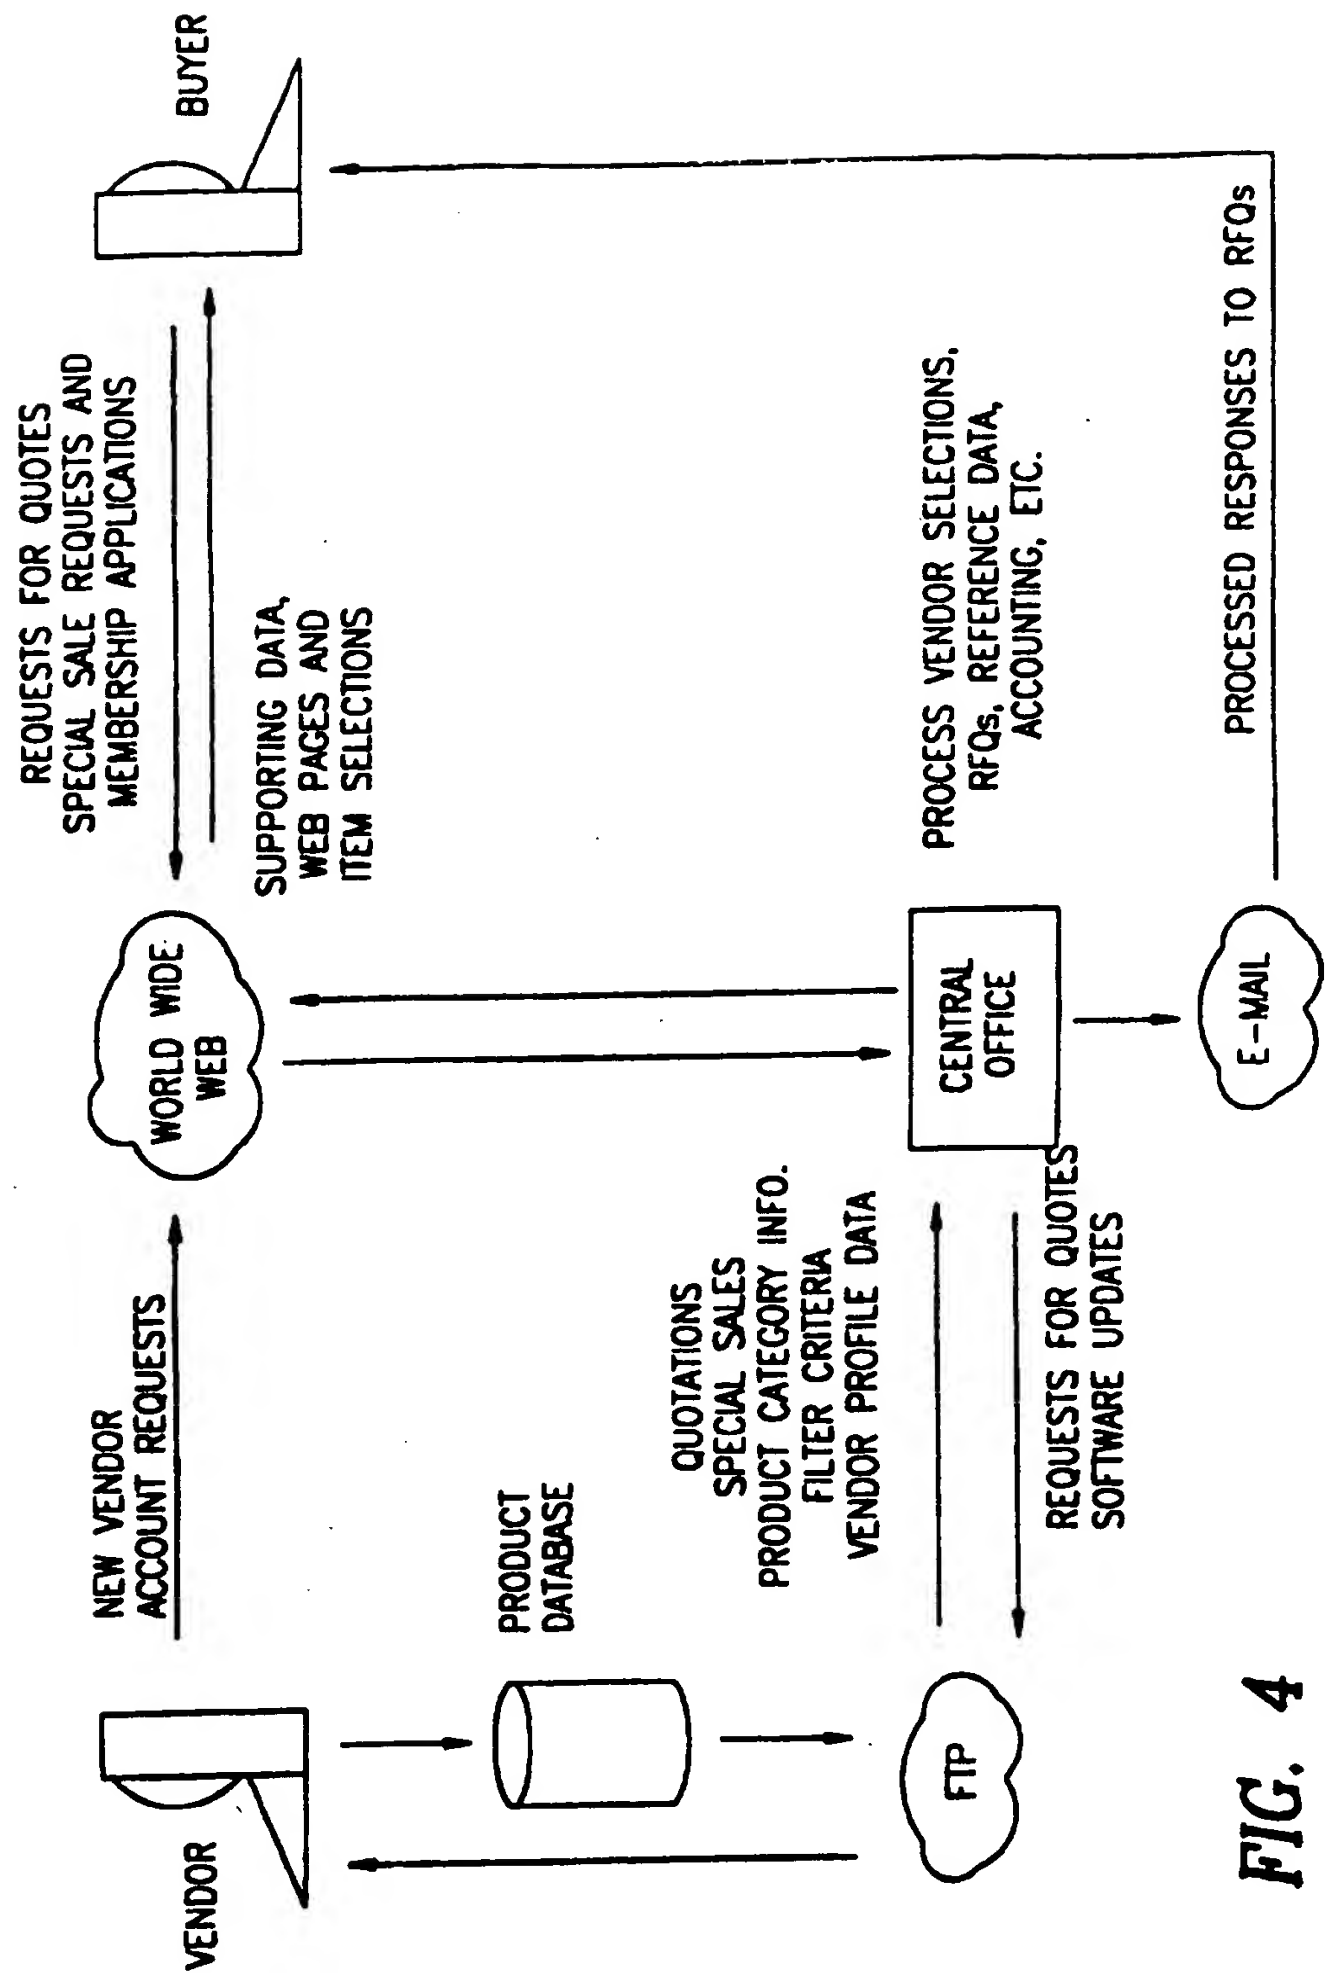 VENDOR
NEW VENDOR
ACCOUNT REQUESTS
WORLD WIDE
WEB
REQUESTS FOR QUOTES
SPECIAL SALE REQUESTS AND
MEMBERSHIP APPLICATIONS
BUYER
SUPPORTING DATA,
WEB PAGES AND
ITEM SELECTIONS
PRODUCT
DATABASE
QUOTATIONS
SPECIAL SALES
PRODUCT CATEGORY INFO.
FILTER CRITERIA
VENDOR PROFILE DATA
FTP
CENTRAL
OFFICE
PROCESS VENDOR SELECTIONS,
RFQs, REFERENCE DATA,
ACCOUNTING, ETC.
REQUESTS FOR QUOTES
SOFTWARE UPDATES
E-MAIL
PROCESSED RESPONSES TO RFQs
FIG. 4